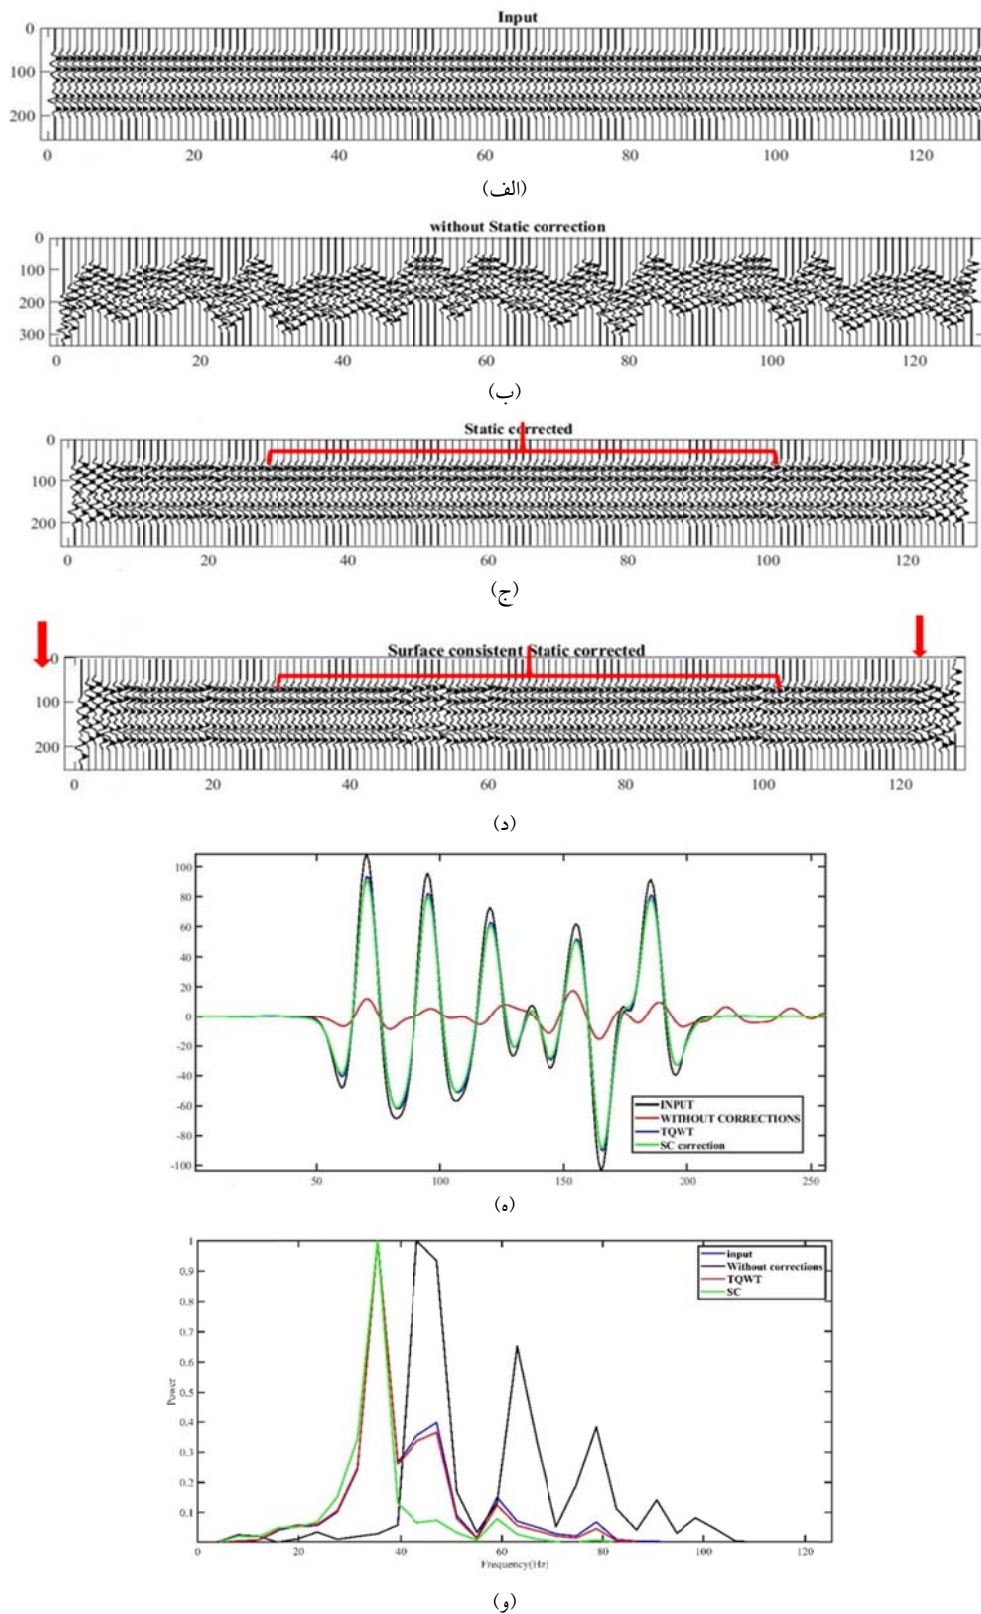 Input
0
100
200
0 20 40 60 80 100 120
(الف)
without Static correction
0
100
200
300
0 20 40 60 80 100 120
(ب)
Static corrected
0
100
200
0 20 40 60 80 100 120
(ج)
Surface consistent Static corrected
0
100
200
0 20 40 60 80 100 120
(د)
100
80
60
40
20
0
-20
-40
-60
-80
-100
INPUT
WITHOUT CORRECTIONS
TQWT
SC correction
50 100 150 200 250
(ه)
1
0.9
0.8
0.7
0.6
0.5
0.4
0.3
0.2
0.1
Power
input
Without corrections
TQWT
SC
0 20 40 60 80 100 120
Frequency(Hz)
(و)